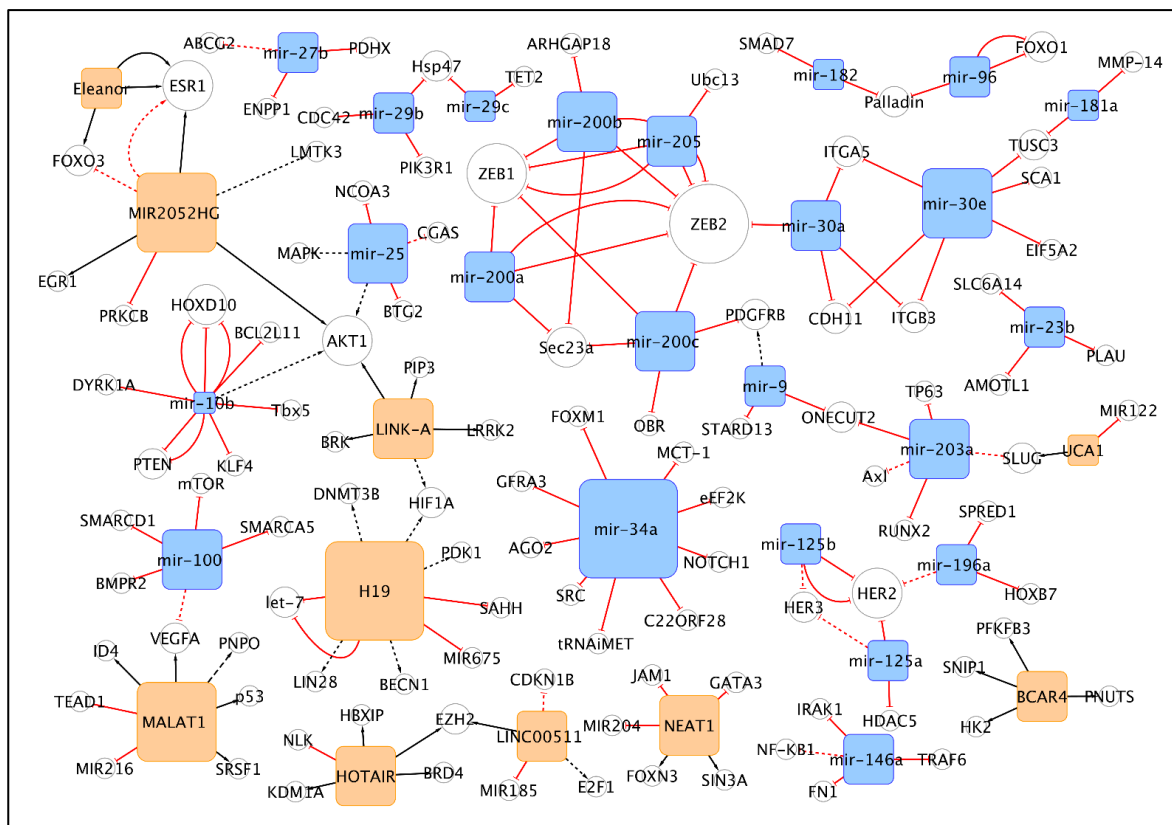 ABCG2
mir-27b
PDHX
ENPP1
Eleanor
ESR1
FOXO3
Hsp47
TET2
mir-29b
mir-29c
CDC42
PIK3R1
LMTK3
MIR2052HG
EGR1
PRKCB
NCOA3
CGAS
MAPK
mir-25
BTG2
ARHGAP18
Ubc13
mir-200b
mir-205
ZEB1
ZEB2
mir-200a
Sec23a
mir-200c
OBR
PDGFRB
SMAD7
mir-182
Palladin
mir-96
FOXO1
MMP-14
mir-181a
TUSC3
ITGA5
SCA1
mir-30a
mir-30e
EIF5A2
CDH11
ITGB3
SLC6A14
mir-23b
PLAU
AMOTL1
HOXD10
BCL2L11
AKT1
DYRK1A
mir-10b
Tbx5
PTEN
KLF4
PIP3
LINK-A
LRRK2
BRK
HIF1A
mir-9
STARD13
ONECUT2
TP63
mir-203a
Axl
SLUG
UCA1
MIR122
RUNX2
mTOR
SMARCD1
SMARCA5
mir-100
BMPR2
VEGFA
DNMT3B
PDK1
H19
let-7
SAHH
MIR675
LIN28
BECN1
FOXM1
MCT-1
GFRA3
eEF2K
mir-34a
AGO2
NOTCH1
SRC
C22ORF28
tRNAiMET
mir-125b
HER2
HER3
mir-125a
HDAC5
SPRED1
mir-196a
HOXB7
ID4
PNPO
TEAD1
p53
MALAT1
MIR216
SRSF1
HBXIP
EZH2
NLK
HOTAIR
BRD4
KDM1A
CDKN1B
LINC00511
MIR185
E2F1
JAM1
GATA3
MIR204
NEAT1
FOXN3
SIN3A
IRAK1
NF-KB1
mir-146a
TRAF6
FN1
PFKFB3
SNIP1
BCAR4
PNUTS
HK2